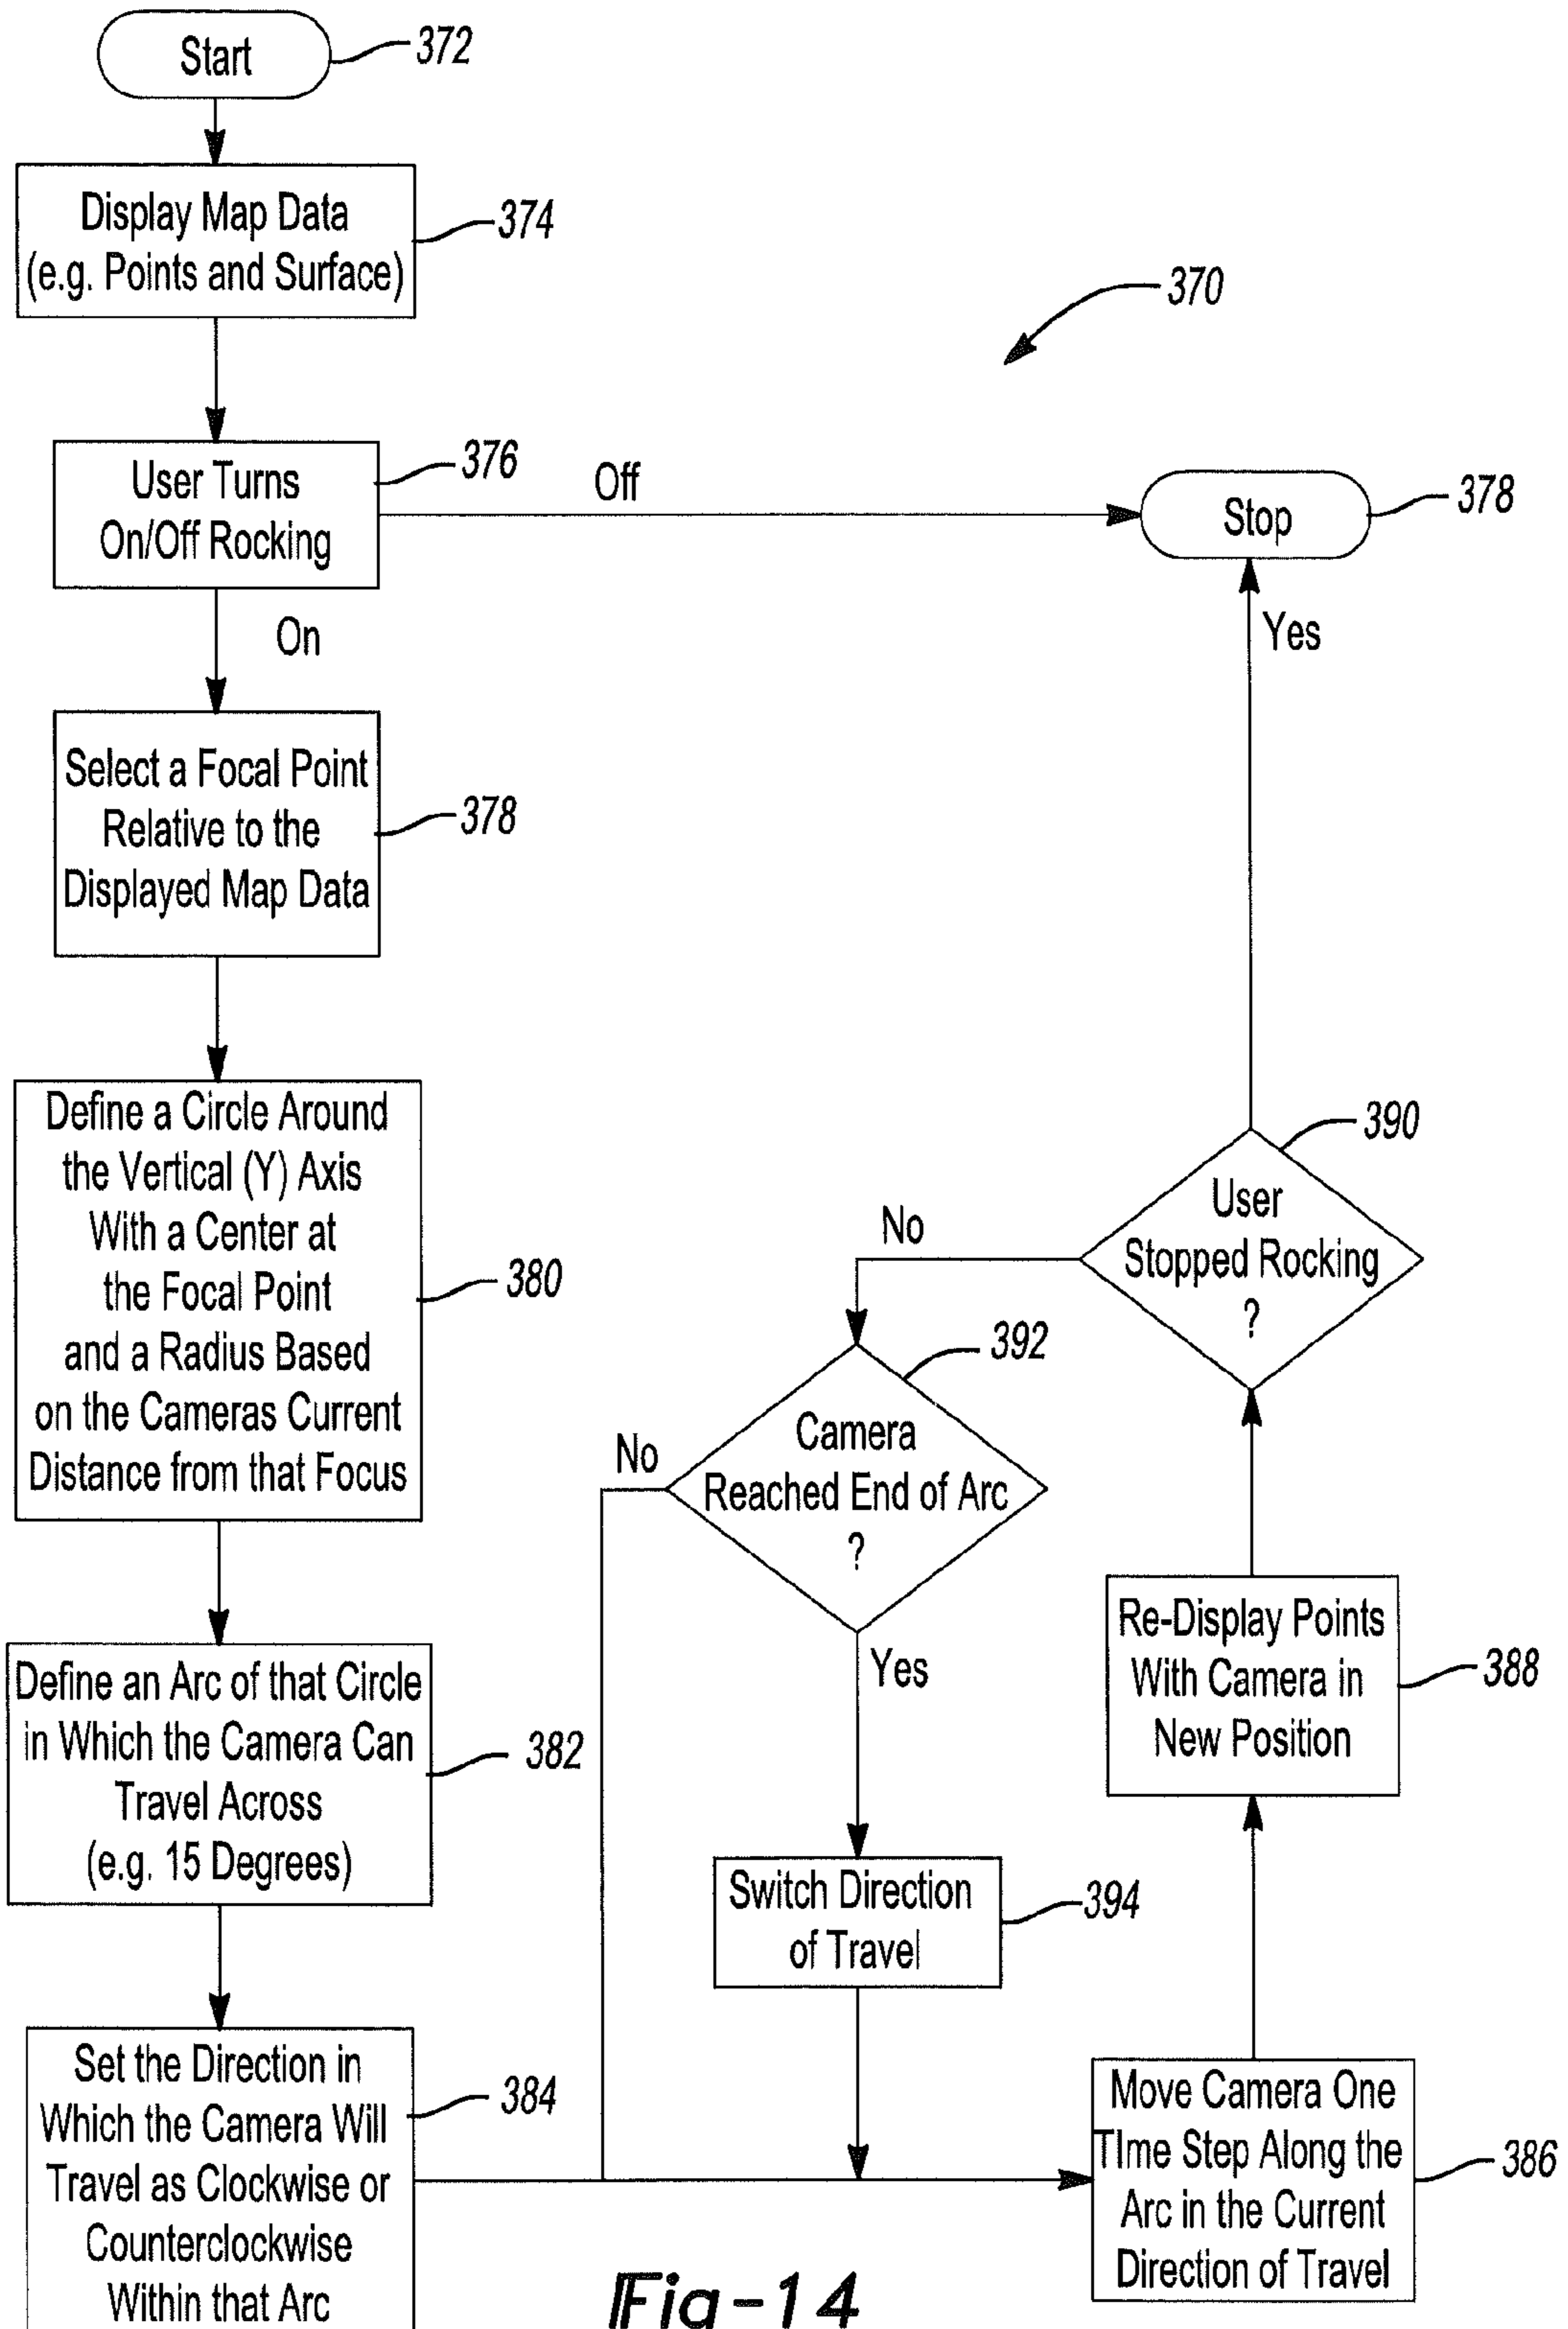 Start
372
Display Map Data
(e.g. Points and Surface)
374
370
User Turns
On/Off Rocking
376
Off
Stop
378
On
Yes
Select a Focal Point
Relative to the
Displayed Map Data
378
Define a Circle Around
the Vertical (Y) Axis
With a Center at
the Focal Point
and a Radius Based
on the Cameras Current
Distance from that Focus
380
User
Stopped Rocking
?
390
No
Camera
Reached End of Arc
?
392
No
Yes
Define an Arc of that Circle
in Which the Camera Can
Travel Across
(e.g. 15 Degrees)
382
Re-Display Points
With Camera in
New Position
388
Switch Direction
of Travel
394
Set the Direction in
Which the Camera Will
Travel as Clockwise or
Counterclockwise
Within that Arc
384
Move Camera One
TIme Step Along the
Arc in the Current
Direction of Travel
386
Fig-14